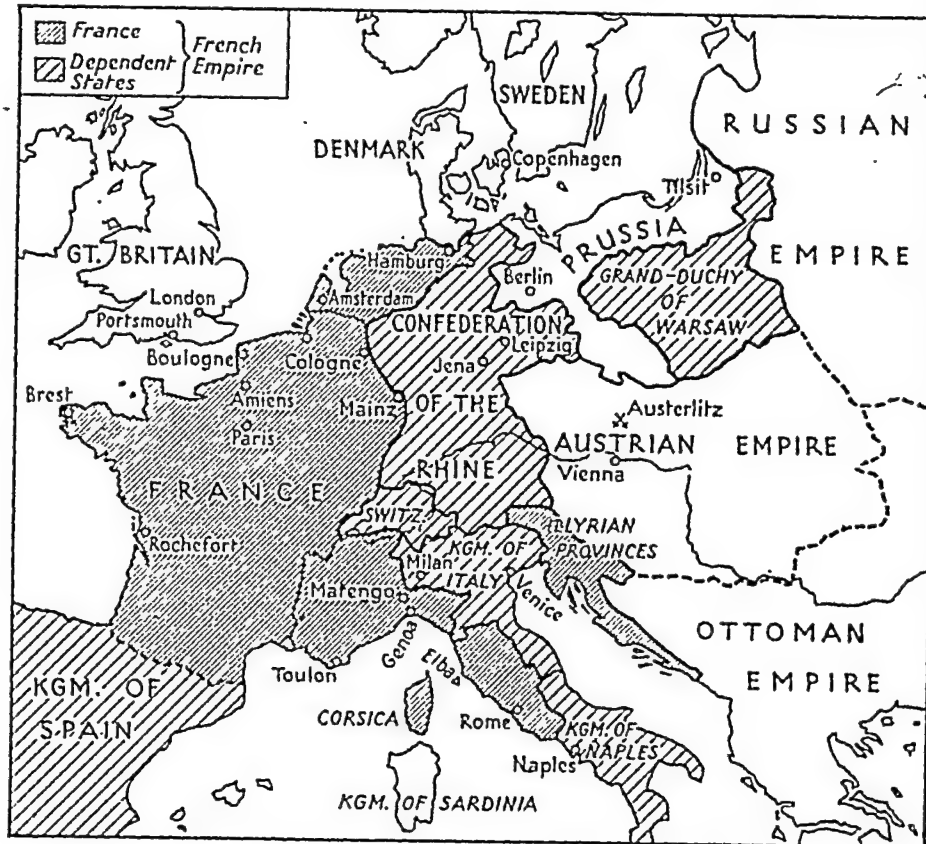 France
Dependent States
French Empire
SWEDEN
RUSSIAN
DENMARK
Copenhagen
Tilsit
GT. BRITAIN
PRUSSIA
EMPIRE
Hamburg
Berlin
GRAND-DUCHY
OF
WARSAW
London
Amsterdam
Portsmouth
CONFEDERATION
Boulogne
Cologne
Leipzig
Jena
Brest
Amiens
Mainz
OF THE
Austerlitz
Paris
AUSTRIAN EMPIRE
RHINE
Vienna
FRANCE
SWITZ.
ILLYRIAN
PROVINCES
Rochefort
KGM. OF
ITALY
Milan
Marengo
Venice
OTTOMAN
EMPIRE
Genoa
Toulon
Elba
KGM. OF
SPAIN
CORSICA
Rome
KGM. OF
NAPLES
Naples
KGM. OF SARDINIA